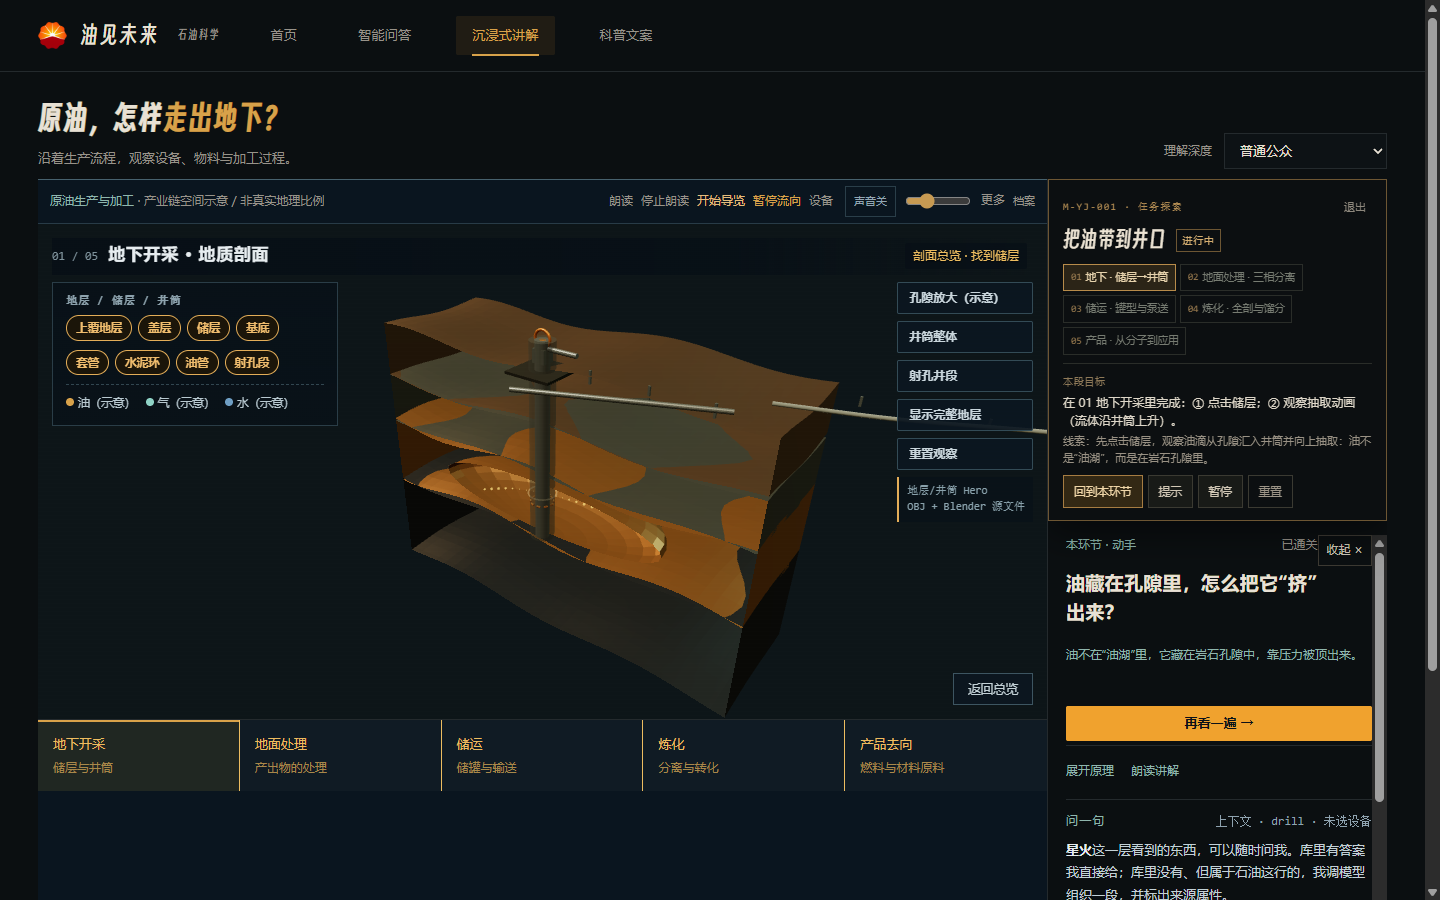 油见未来
石油科学
首页
智能问答
沉浸式讲解
科普文案
原油，怎样走出地下？
沿着生产流程，观察设备、物料与加工过程。
理解深度
普通公众
原油生产与加工 · 产业链空间示意 / 非真实地理比例
朗读 停止朗读 开始导览 暂停流向 设备
声音关
更多 档案
01 / 05 地下开采 • 地质剖面
剖面总览 · 找到储层
地层 / 储层 / 井筒
上覆地层 盖层 储层 基底
套管 水泥环 油管 射孔段
油（示意） 气（示意） 水（示意）
孔隙放大（示意）
井筒整体
射孔井段
显示完整地层
重置观察
地层/井筒 Hero
OBJ + Blender 源文件
返回总览
地下开采
储层与井筒
地面处理
产出物的处理
储运
储罐与输送
炼化
分离与转化
产品去向
燃料与材料原料
M-YJ-001 · 任务探索
退出
把油带到井口
进行中
01 地下 · 储层→井筒
02 地面处理 · 三相分离
03 储运 · 罐型与泵送
04 炼化 · 全剖与馏分
05 产品 · 从分子到应用
本段目标
在 01 地下开采里完成：① 点击储层；② 观察抽取动画
（流体沿井筒上升）。
线索：先点击储层，观察油滴从孔隙汇入井筒并向上抽取：油不
是“油湖”，而是在岩石孔隙里。
回到本环节 提示 暂停 重置
本环节 · 动手
已通关
收起 ×
油藏在孔隙里，怎么把它“挤”
出来？
油不在“油湖”里，它藏在岩石孔隙中，靠压力被顶出来。
再看一遍 →
展开原理 朗读讲解
问一句
上下文 · drill · 未选设备
星火这一层看到的东西，可以随时问我。库里有答案
我直接给；库里没有、但属于石油这行的，我调模型
组织一段，并标出来源属性。